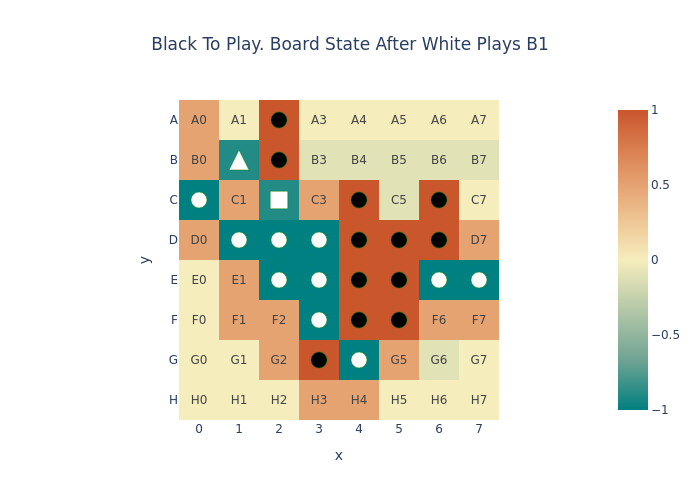 Black To Play. Board State After White Plays B1
A A0 A1 A3 A4 A5 A6 A7
B B0 B3 B4 B5 B6 B7
C C1 C3 C5 C7
D D0 D7
E E0 E1
F F0 F1 F2 F6 F7
G G0 G1 G2 G5 G6 G7
H H0 H1 H2 H3 H4 H5 H6 H7
0 1 2 3 4 5 6 7
x
y
1
0.5
0
−0.5
−1